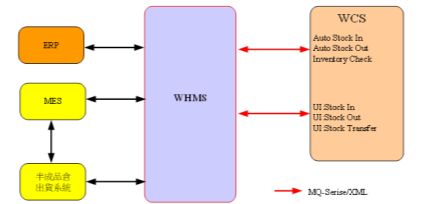 ERP
MES
半成品倉
出貨系統
WHMS
WCS
Auto Stock In
Auto Stock Out
Inventory Check
UI Stock In
UI Stock Out
UI Stock Transfer
MQ-Serise/XML